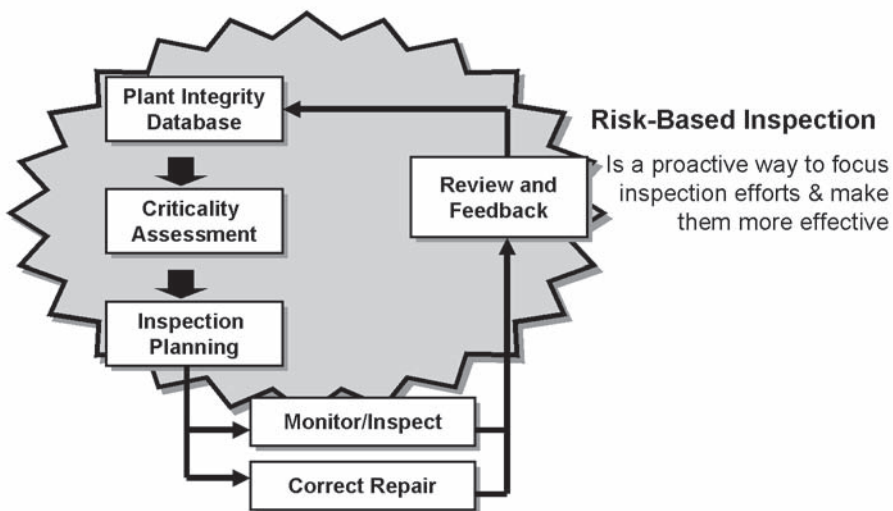 Plant Integrity
Database
Criticality
Assessment
Inspection
Planning
Monitor/Inspect
Correct Repair
Review and
Feedback
Risk-Based Inspection
Is a proactive way to focus
inspection efforts & make
them more effective